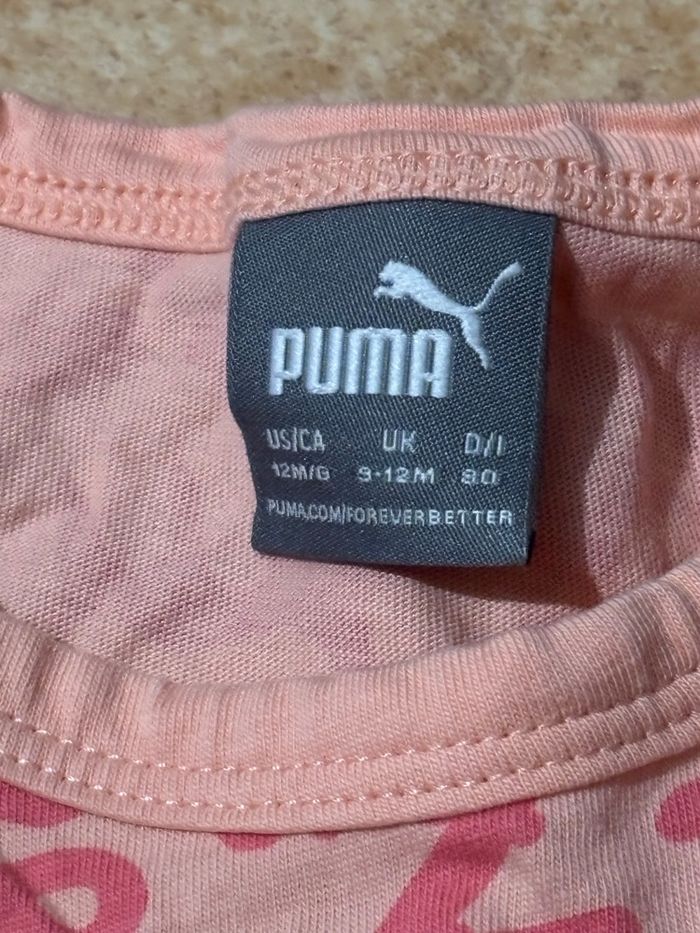 PUMA
US/CA UK D/I
12M/G 9-12M 80
PUMA.COM/FOREVERBETTER